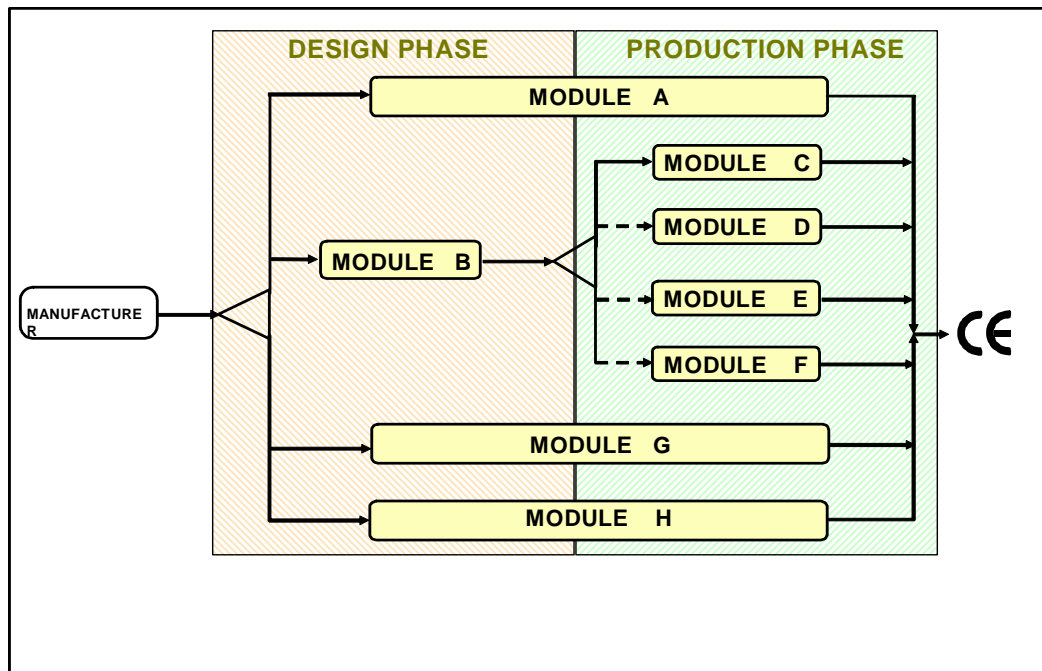 DESIGN PHASE
PRODUCTION PHASE
MODULE A
MODULE C
MODULE D
MODULE B
MODULE E
MANUFACTURE
R
CE
MODULE F
MODULE G
MODULE H